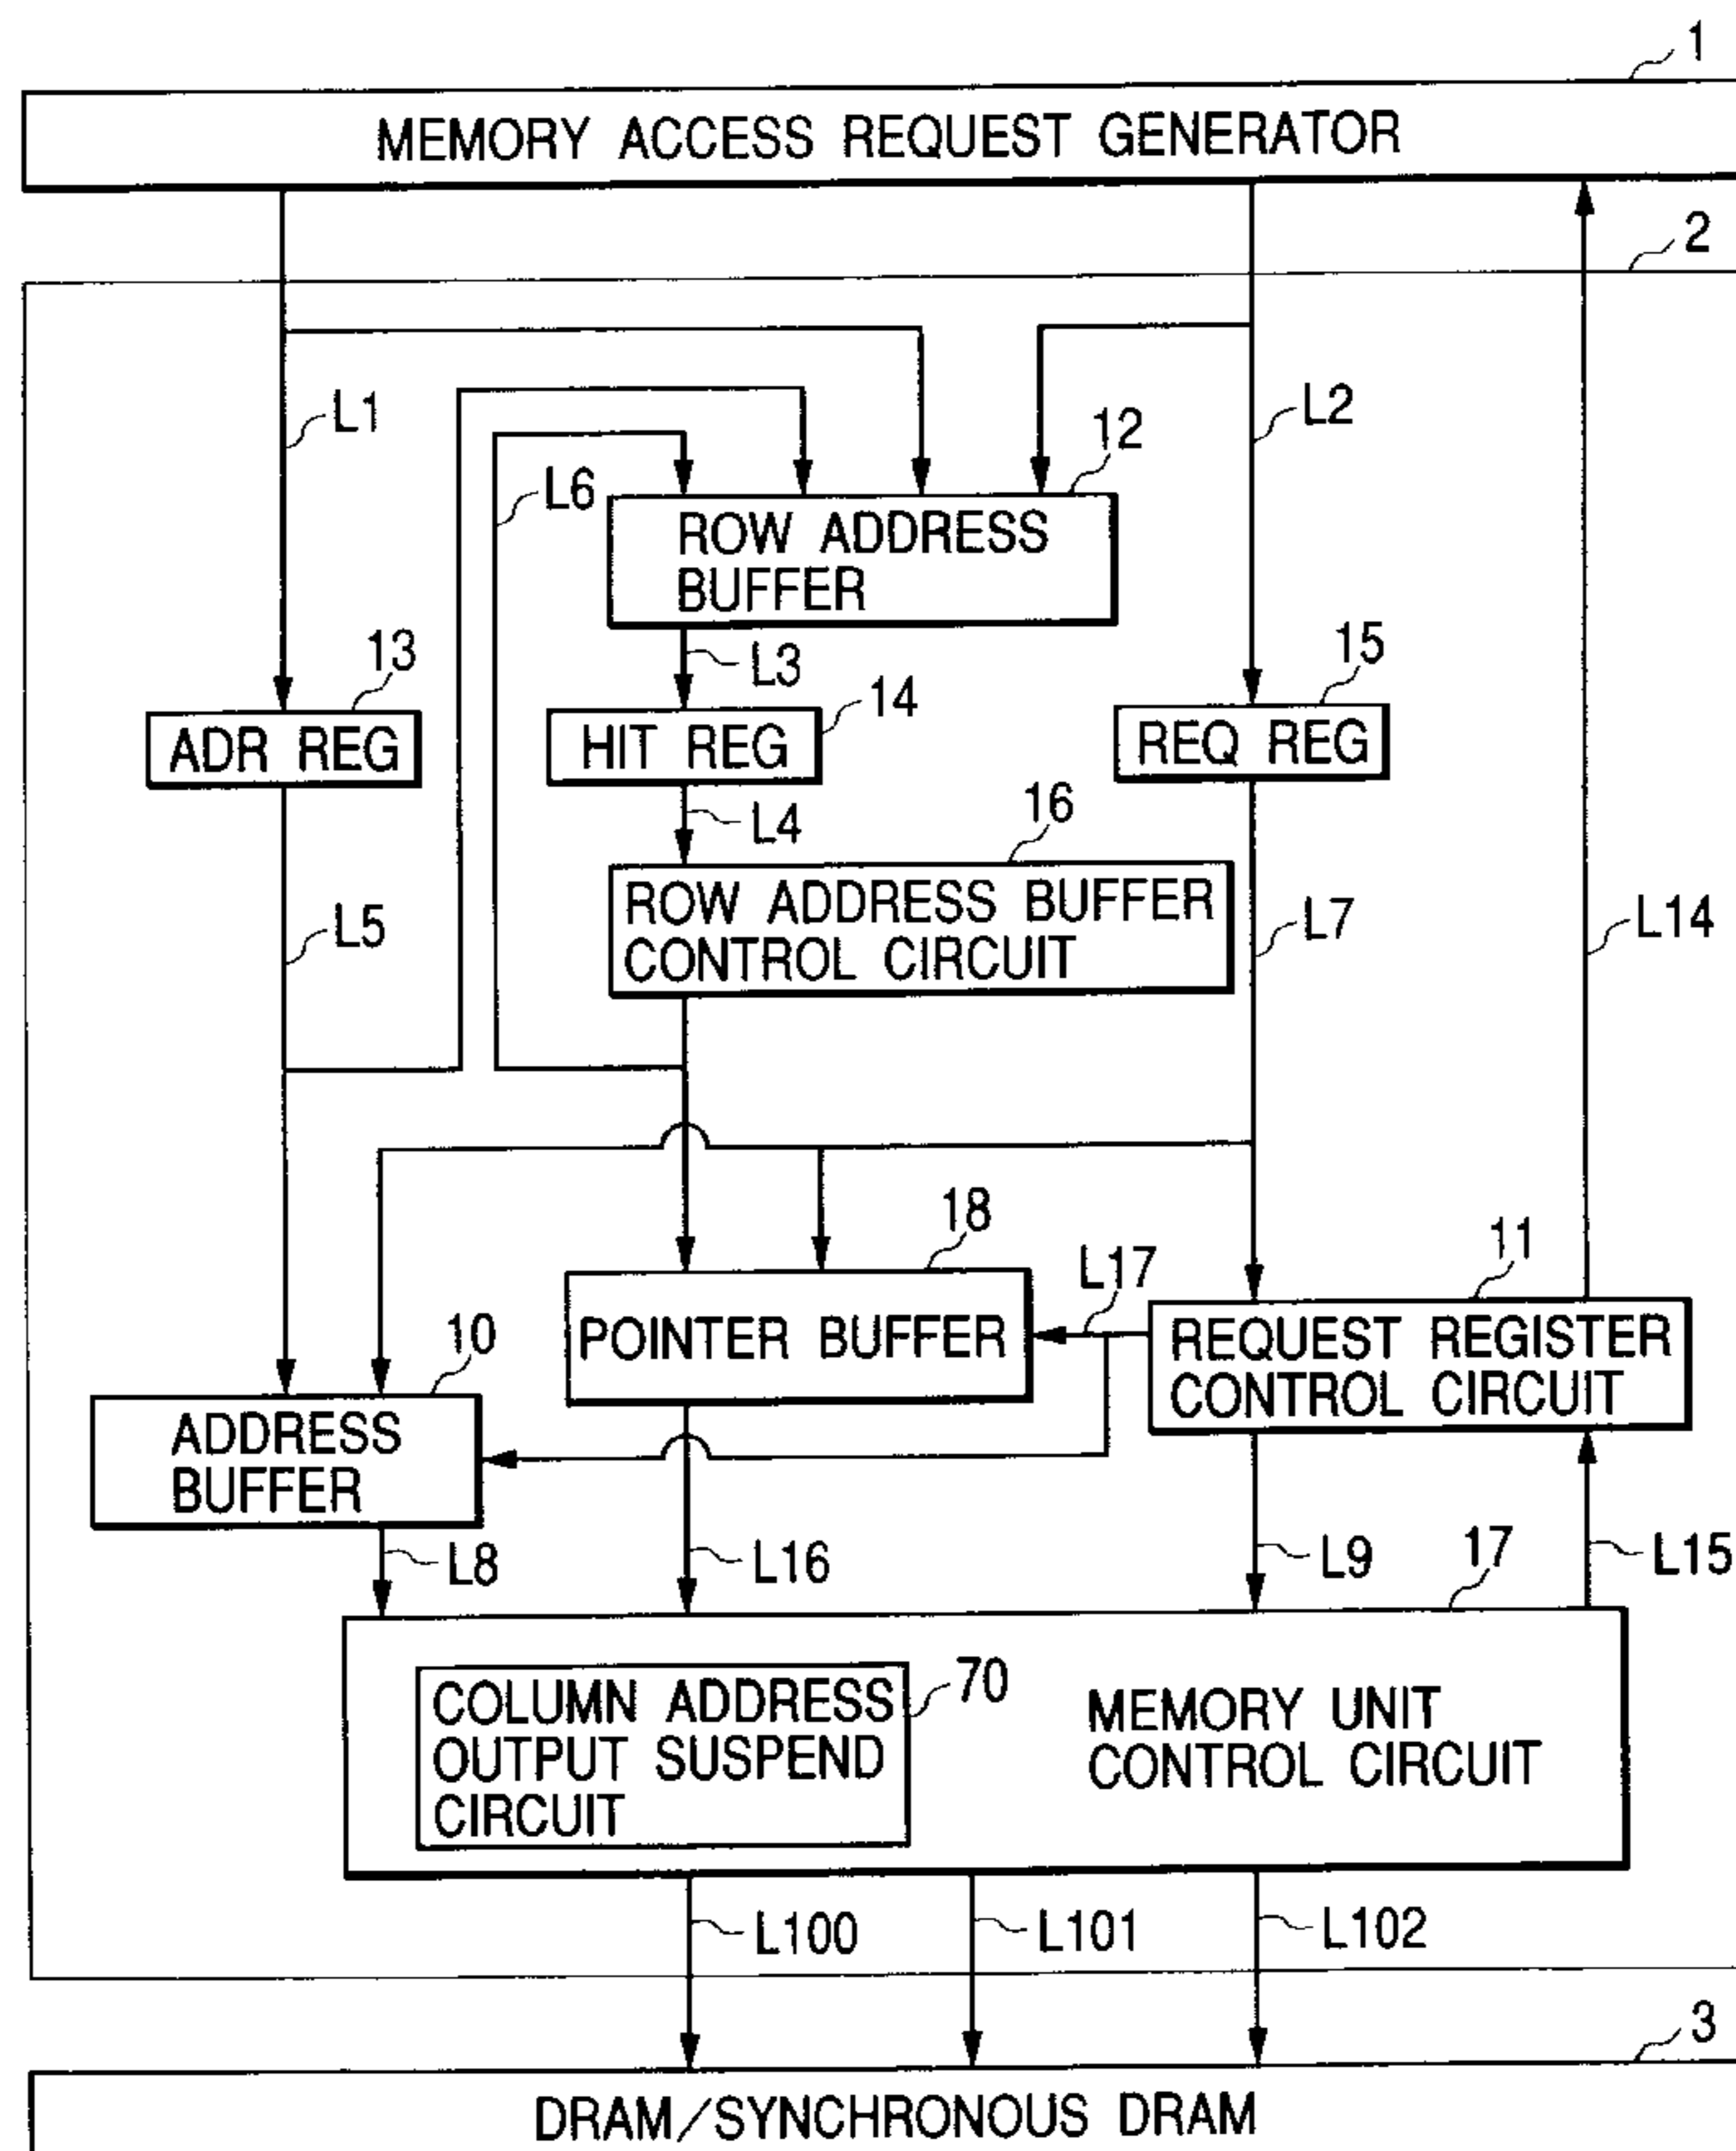 1
MEMORY ACCESS REQUEST GENERATOR
2
L1
L2
12
L6
ROW ADDRESS
BUFFER
13
L3
15
14
ADR REG
HIT REG
REQ REG
L4
16
ROW ADDRESS BUFFER
CONTROL CIRCUIT
L5
L7
L14
18
L17
11
10
POINTER BUFFER
REQUEST REGISTER
CONTROL CIRCUIT
ADDRESS
BUFFER
L8
L16
L9
17
L15
70
COLUMN ADDRESS
OUTPUT SUSPEND
CIRCUIT
MEMORY UNIT
CONTROL CIRCUIT
L100
L101
L102
3
DRAM/SYNCHRONOUS DRAM